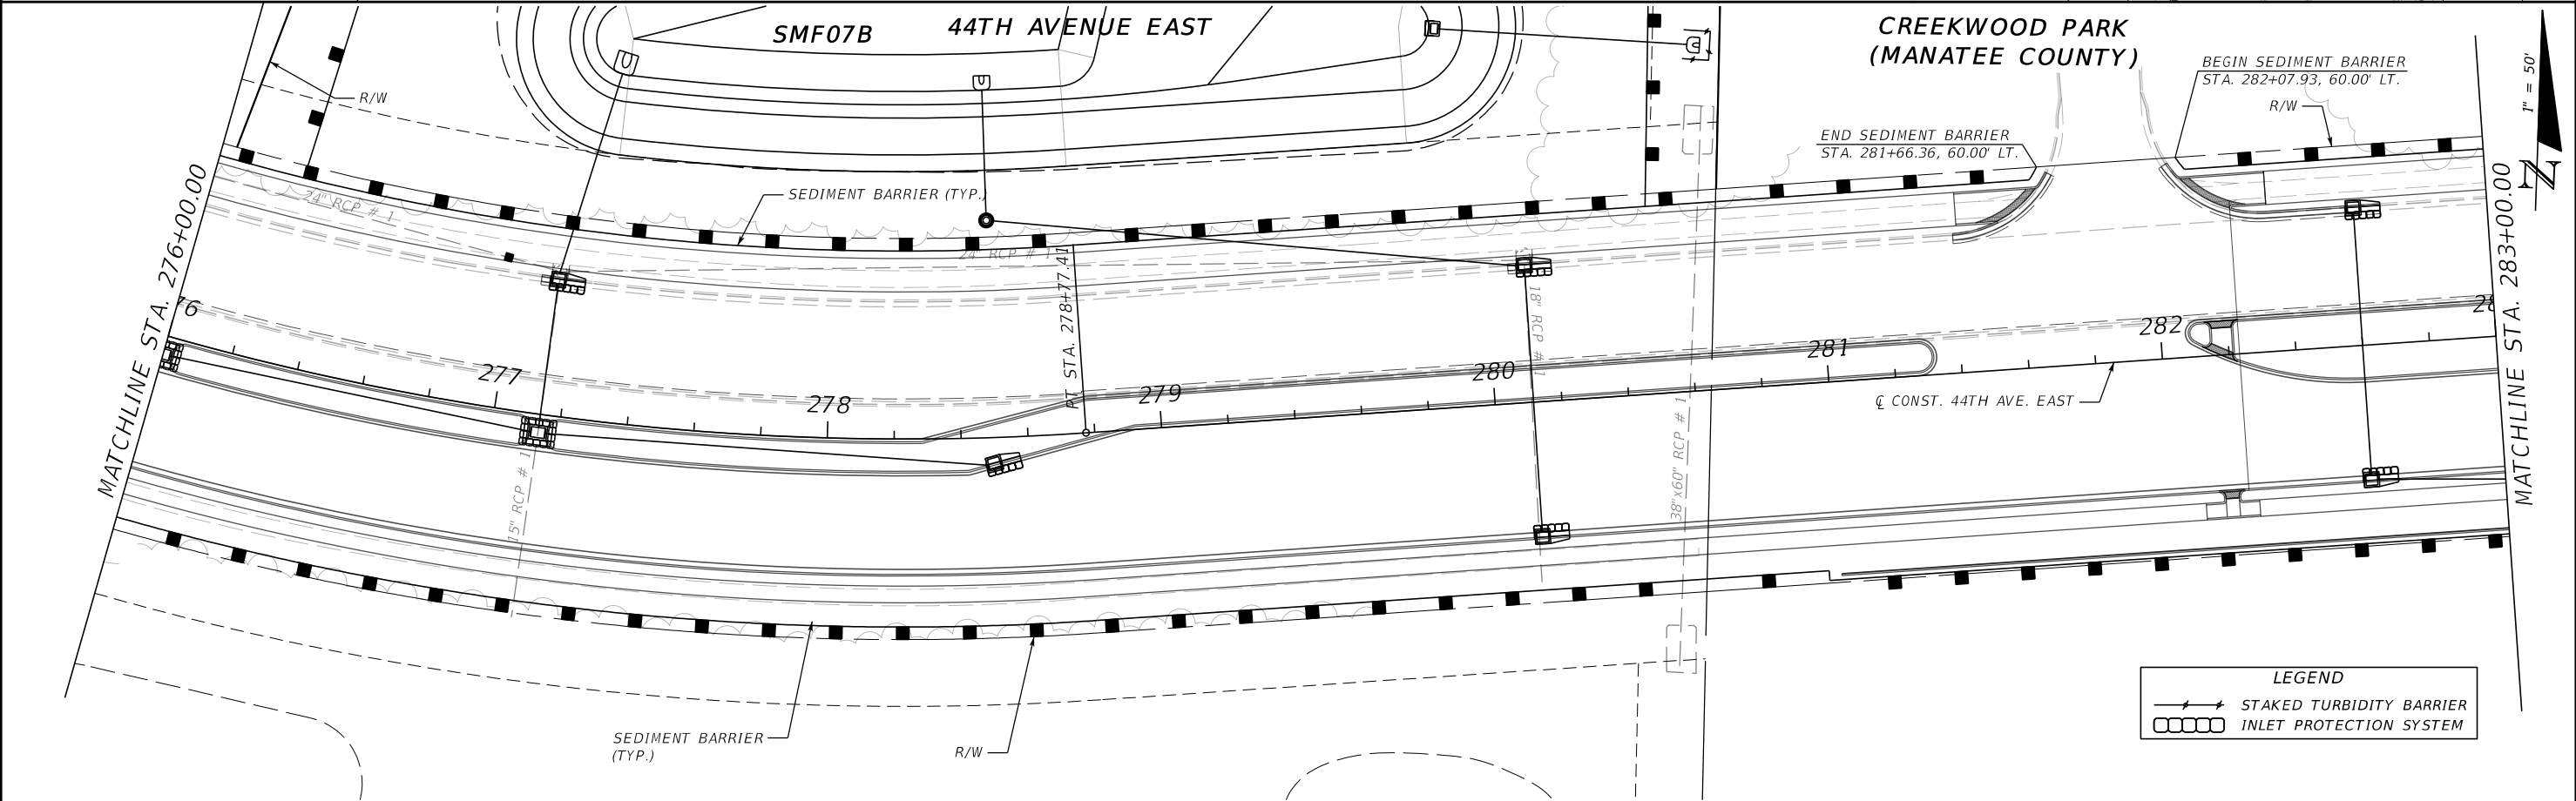 SMF07B
44TH AVENUE EAST
CREEKWOOD PARK
(MANATEE COUNTY)
BEGIN SEDIMENT BARRIER
STA. 282+07.93, 60.00' LT.
R/W
1" = 50'
N
R/W
END SEDIMENT BARRIER
STA. 281+66.36, 60.00' LT.
SEDIMENT BARRIER (TYP.)
24" RCP # 1
24" RCP # 1
MATCHLINE STA. 276+00.00
PT STA. 278+77.41
18" RCP # 1
MATCHLINE STA. 283+00.00
277
278
279
280
281
282
℄ CONST. 44TH AVE. EAST
15" RCP # 1
38"x60" RCP # 1
SEDIMENT BARRIER
(TYP.)
R/W
LEGEND
STAKED TURBIDITY BARRIER
INLET PROTECTION SYSTEM